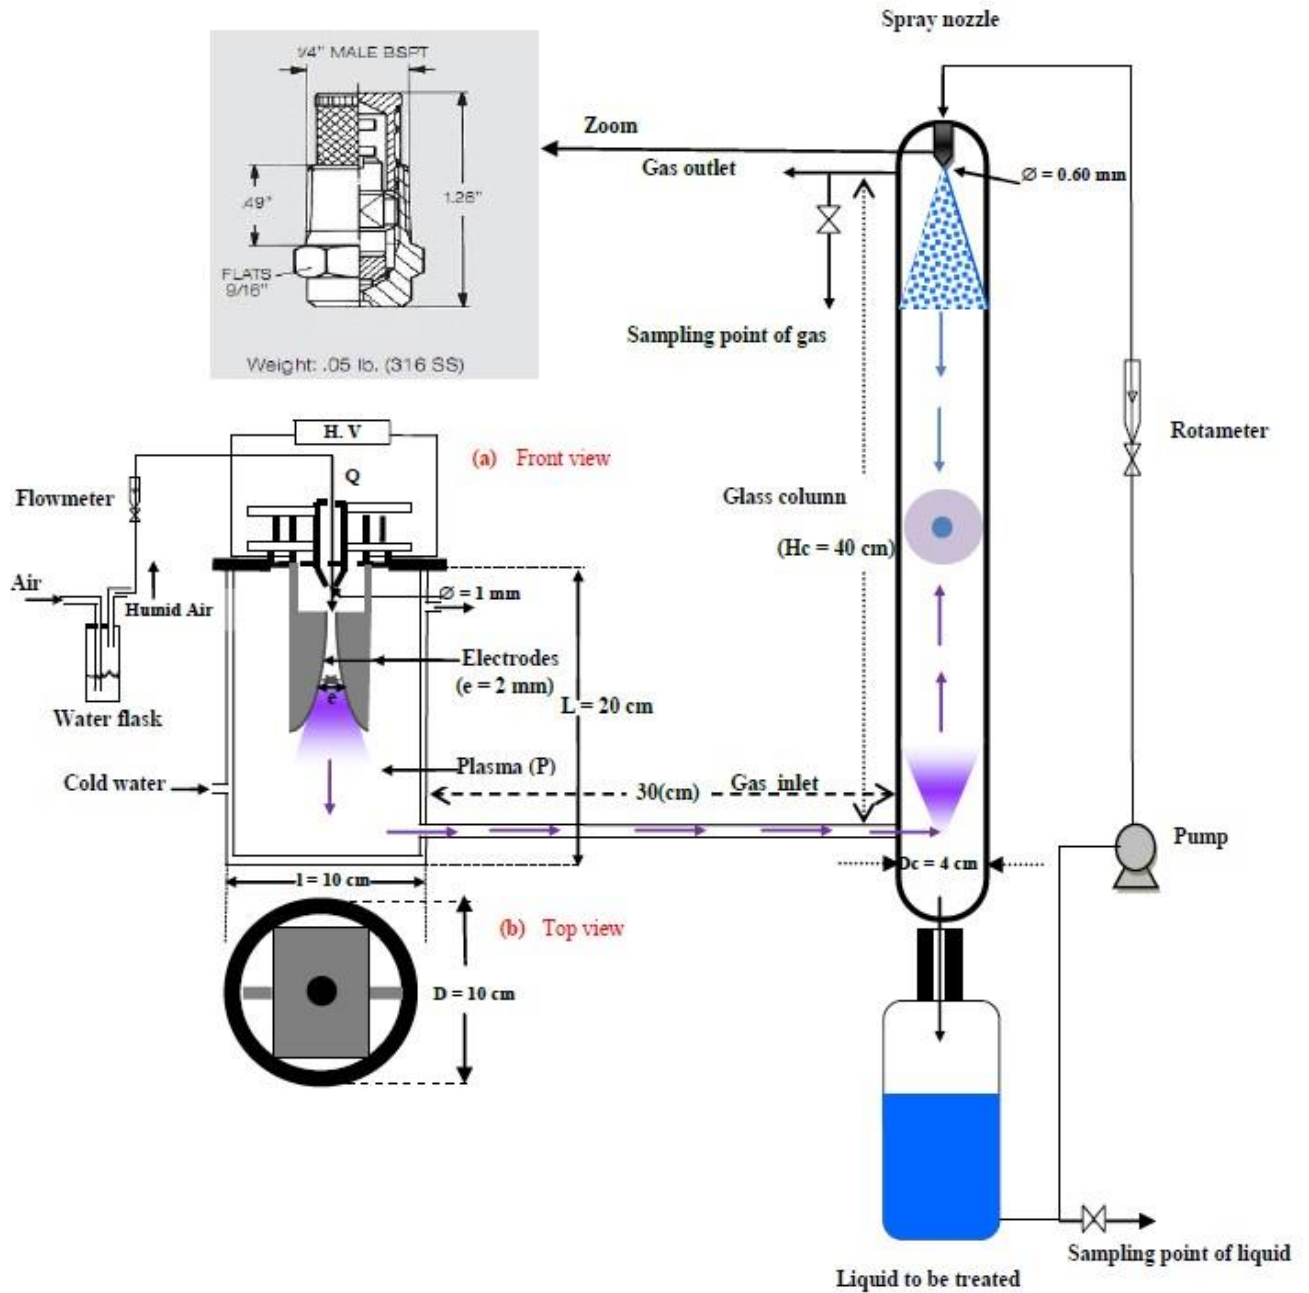 Spray nozzle
1/4" MALE BSPT
.49"
1.26"
FLATS
9/16"
Weight: .05 lb. (316 SS)
Zoom
Gas outlet
Ø = 0.60 mm
Sampling point of gas
Rotameter
H. V
(a) Front view
Q
Flowmeter
Glass column
(Hc = 40 cm)
Air
Humid Air
Ø = 1 mm
Electrodes
(e = 2 mm)
e
L = 20 cm
Water flask
Plasma (P)
Cold water
30(cm)
Gas inlet
Pump
Dc = 4 cm
l = 10 cm
(b) Top view
D = 10 cm
Sampling point of liquid
Liquid to be treated